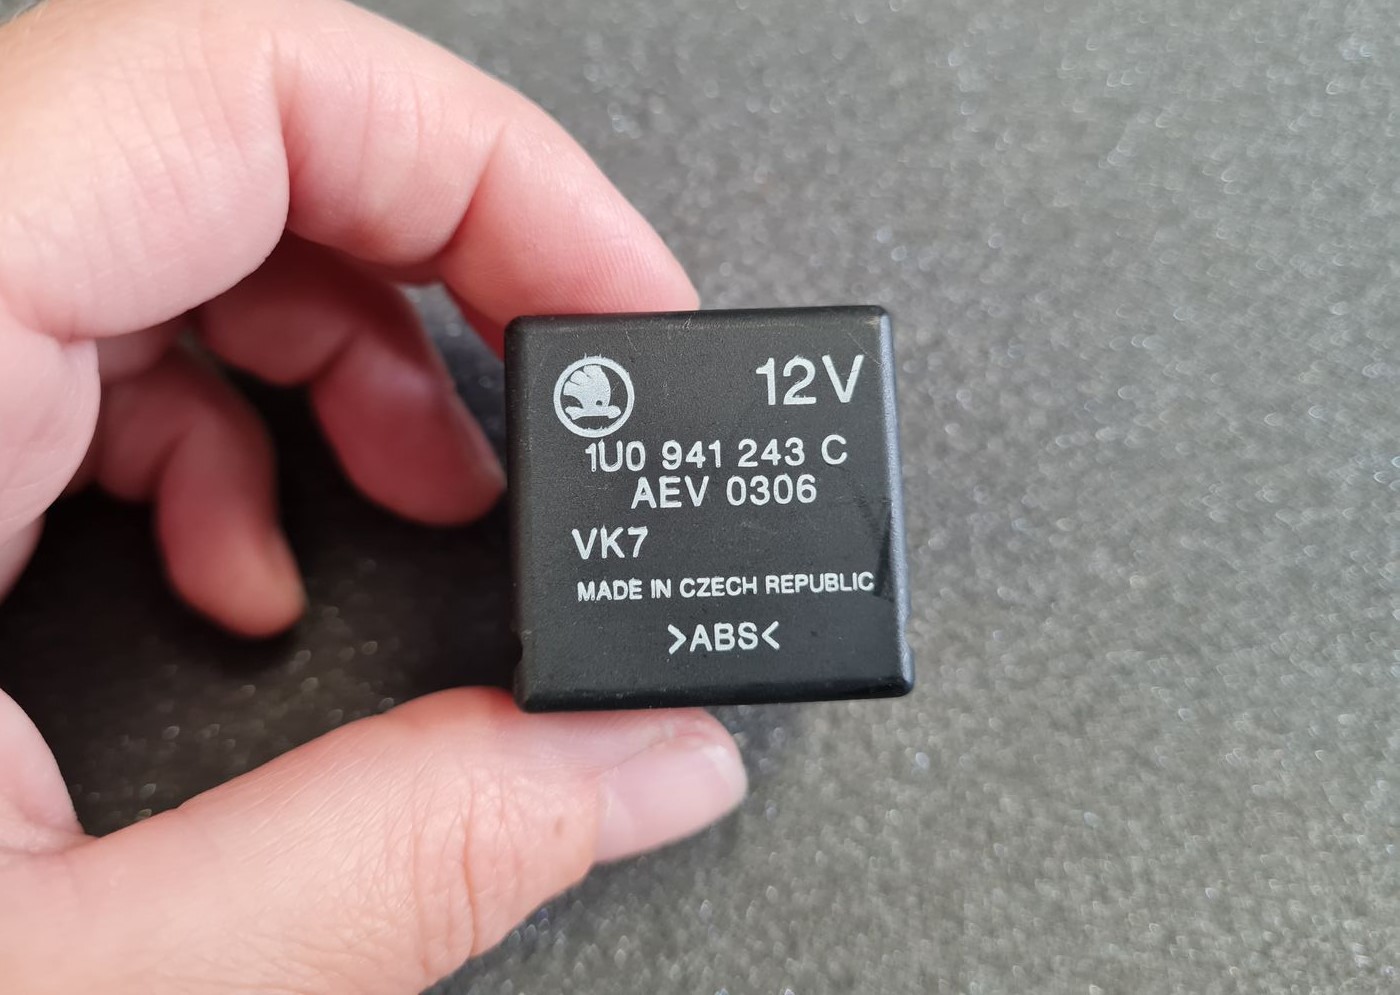 12V
1U0 941 243 C
AEV 0306
VK7
MADE IN CZECH REPUBLIC
>ABS<